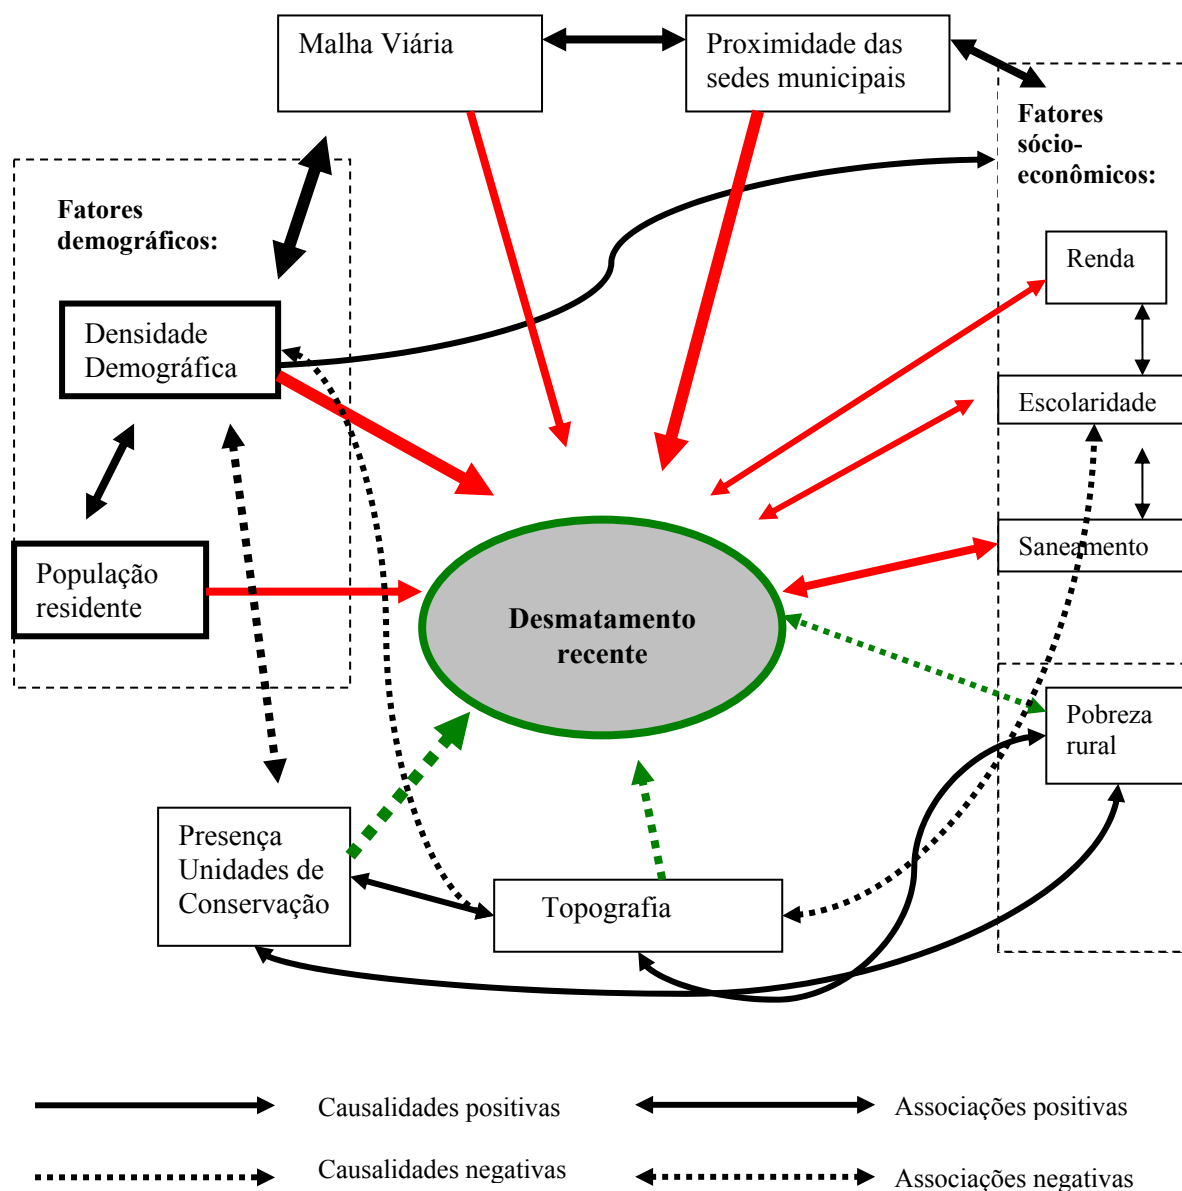 Malha Viária
Proximidade das
sedes municipais
Fatores
sócio-
econômicos:
Fatores
demográficos:
Renda
Densidade
Demográfica
Escolaridade
Saneamento
População
residente
Desmatamento
recente
Pobreza
rural
Presença
Unidades de
Conservação
Topografia
Causalidades positivas
Associações positivas
Causalidades negativas
Associações negativas